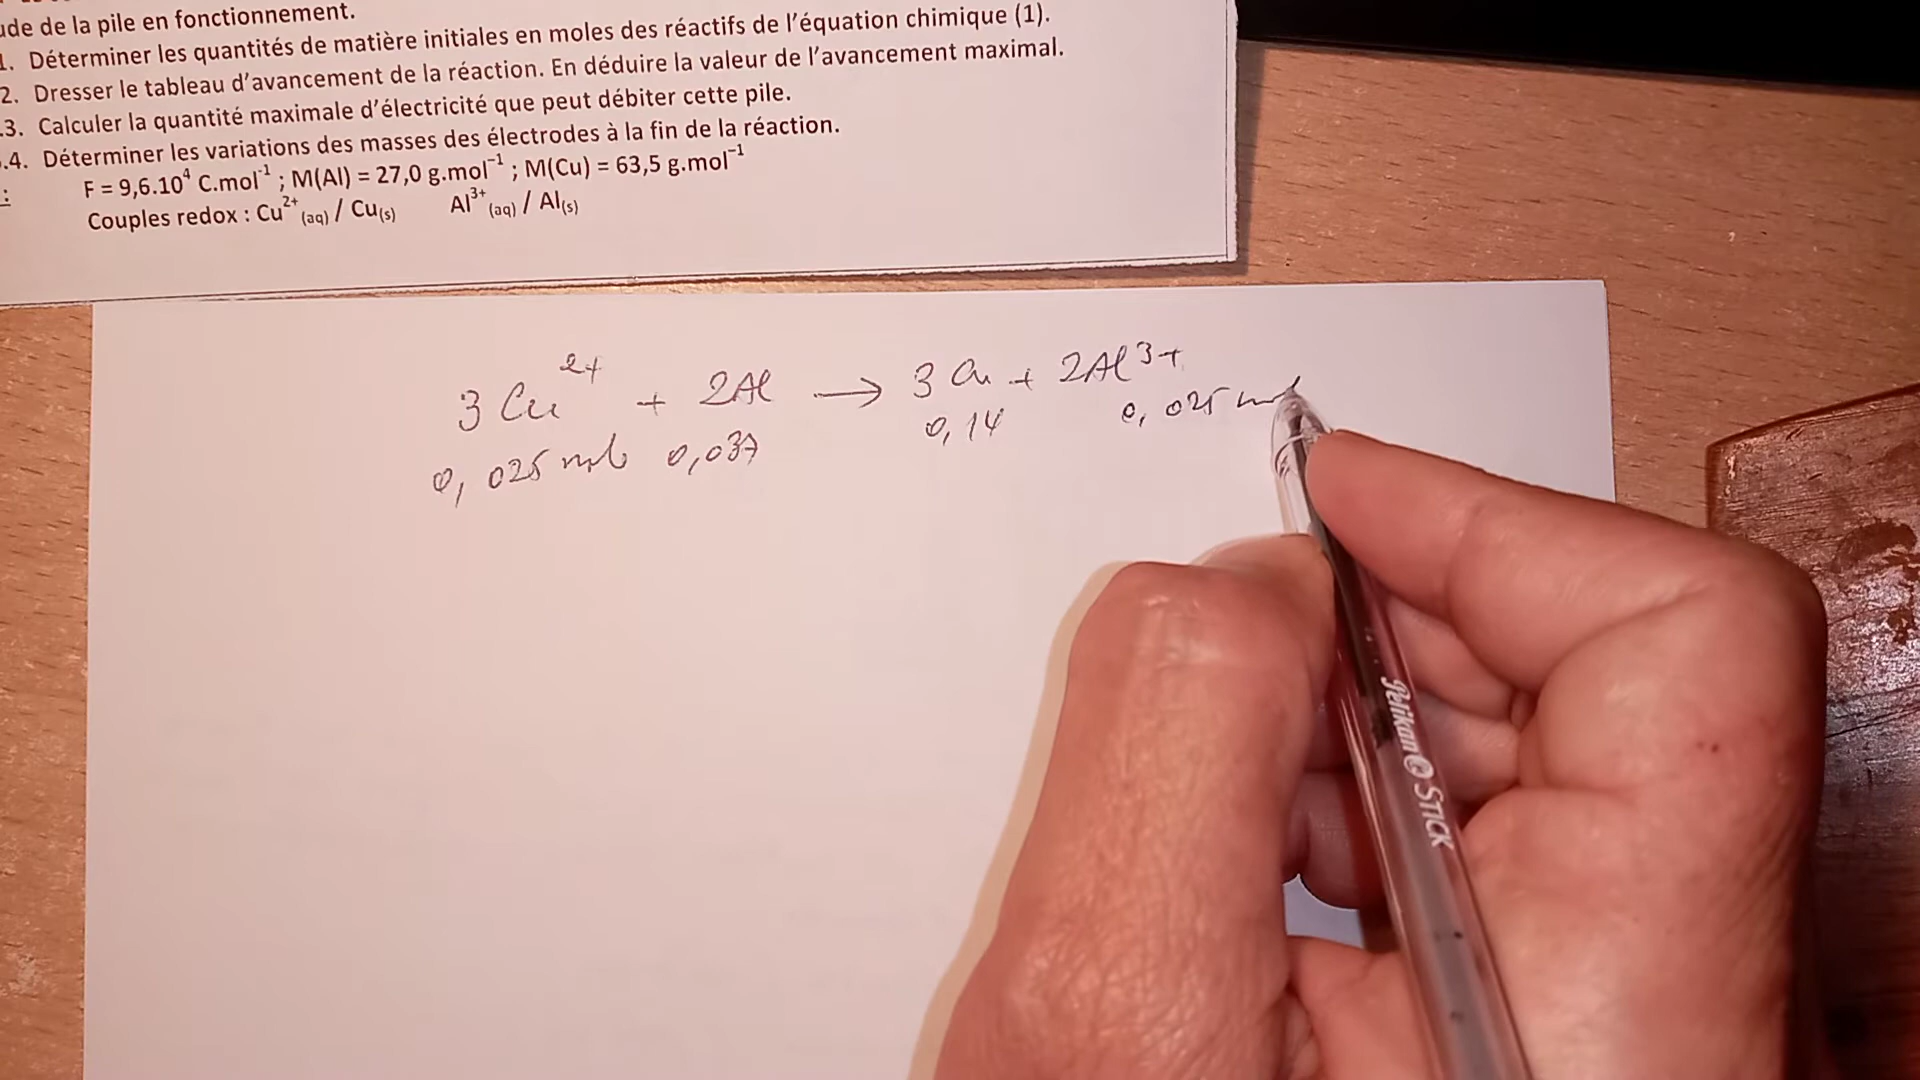 ude de la pile en fonctionnement.
1. Déterminer les quantités de matière initiales en moles des réactifs de l'équation chimique (1).
2. Dresser le tableau d'avancement de la réaction. En déduire la valeur de l'avancement maximal.
.3. Calculer la quantité maximale d'électricité que peut débiter cette pile.
.4. Déterminer les variations des masses des électrodes à la fin de la réaction.
: F = 9,6.10⁴ C.mol⁻¹ ; M(Al) = 27,0 g.mol⁻¹ ; M(Cu) = 63,5 g.mol⁻¹
Couples redox : Cu²⁺(aq) / Cu(s) Al³⁺(aq) / Al(s)
3 Cu²⁺ + 2Al → 3 Cu + 2Al³⁺
0,025 mol 0,037 0,14 0,025 mol
Pelikan STICK